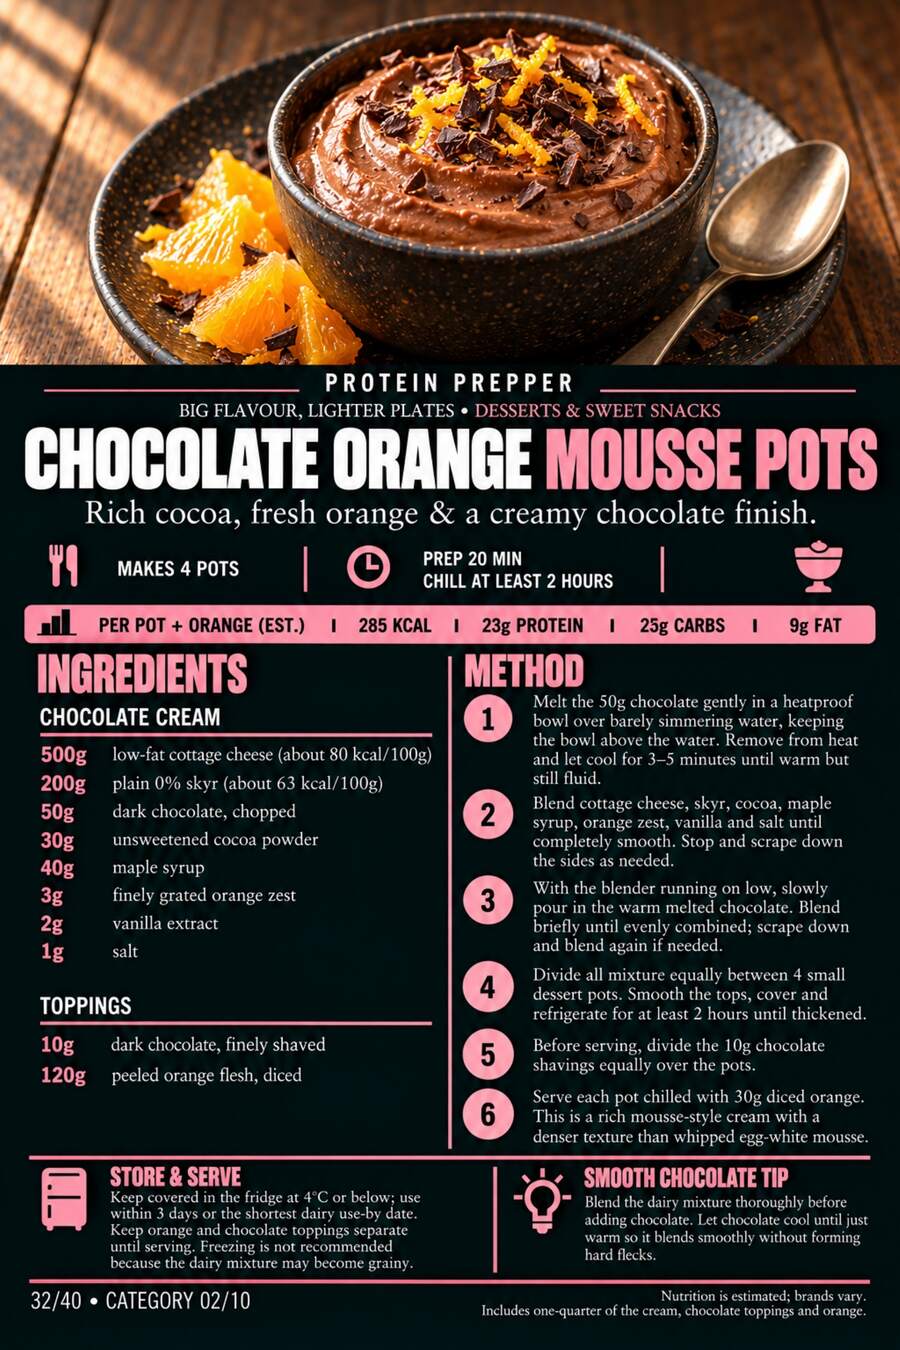 PROTEIN PREPPER
BIG FLAVOUR, LIGHTER PLATES • DESSERTS & SWEET SNACKS
CHOCOLATE ORANGE MOUSSE POTS
Rich cocoa, fresh orange & a creamy chocolate finish.
MAKES 4 POTS
PREP 20 MIN
CHILL AT LEAST 2 HOURS
PER POT + ORANGE (EST.) | 285 KCAL | 23g PROTEIN | 25g CARBS | 9g FAT
INGREDIENTS
CHOCOLATE CREAM
500g low-fat cottage cheese (about 80 kcal/100g)
200g plain 0% skyr (about 63 kcal/100g)
50g dark chocolate, chopped
30g unsweetened cocoa powder
40g maple syrup
3g finely grated orange zest
2g vanilla extract
1g salt
TOPPINGS
10g dark chocolate, finely shaved
120g peeled orange flesh, diced
METHOD
1 Melt the 50g chocolate gently in a heatproof
bowl over barely simmering water, keeping
the bowl above the water. Remove from heat
and let cool for 3–5 minutes until warm but
still fluid.
2 Blend cottage cheese, skyr, cocoa, maple
syrup, orange zest, vanilla and salt until
completely smooth. Stop and scrape down
the sides as needed.
3 With the blender running on low, slowly
pour in the warm melted chocolate. Blend
briefly until evenly combined; scrape down
and blend again if needed.
4 Divide all mixture equally between 4 small
dessert pots. Smooth the tops, cover and
refrigerate for at least 2 hours until thickened.
5 Before serving, divide the 10g chocolate
shavings equally over the pots.
6 Serve each pot chilled with 30g diced orange.
This is a rich mousse-style cream with a
denser texture than whipped egg-white mousse.
STORE & SERVE
Keep covered in the fridge at 4°C or below; use
within 3 days or the shortest dairy use-by date.
Keep orange and chocolate toppings separate
until serving. Freezing is not recommended
because the dairy mixture may become grainy.
SMOOTH CHOCOLATE TIP
Blend the dairy mixture thoroughly before
adding chocolate. Let chocolate cool until just
warm so it blends smoothly without forming
hard flecks.
32/40 • CATEGORY 02/10
Nutrition is estimated; brands vary.
Includes one-quarter of the cream, chocolate toppings and orange.